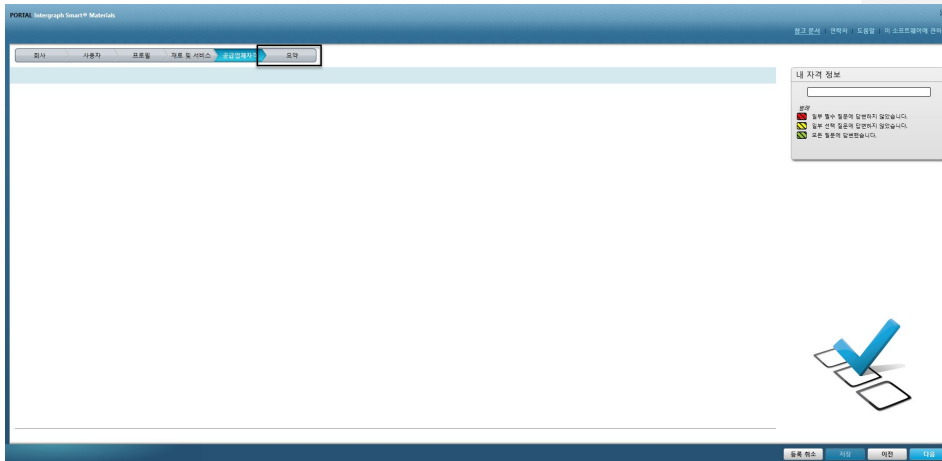 PORTAL Intergraph Smart® Materials
참고 문서 연락처 도움말 이 소프트웨어에 관하
회사 사용자 프로필 재료 및 서비스 공급업체자 요약
내 자격 정보
범례
일부 필수 질문에 답변하지 않았습니다.
일부 선택 질문에 답변하지 않았습니다.
모든 질문에 답변했습니다.
등록 취소 저장 이전 다음